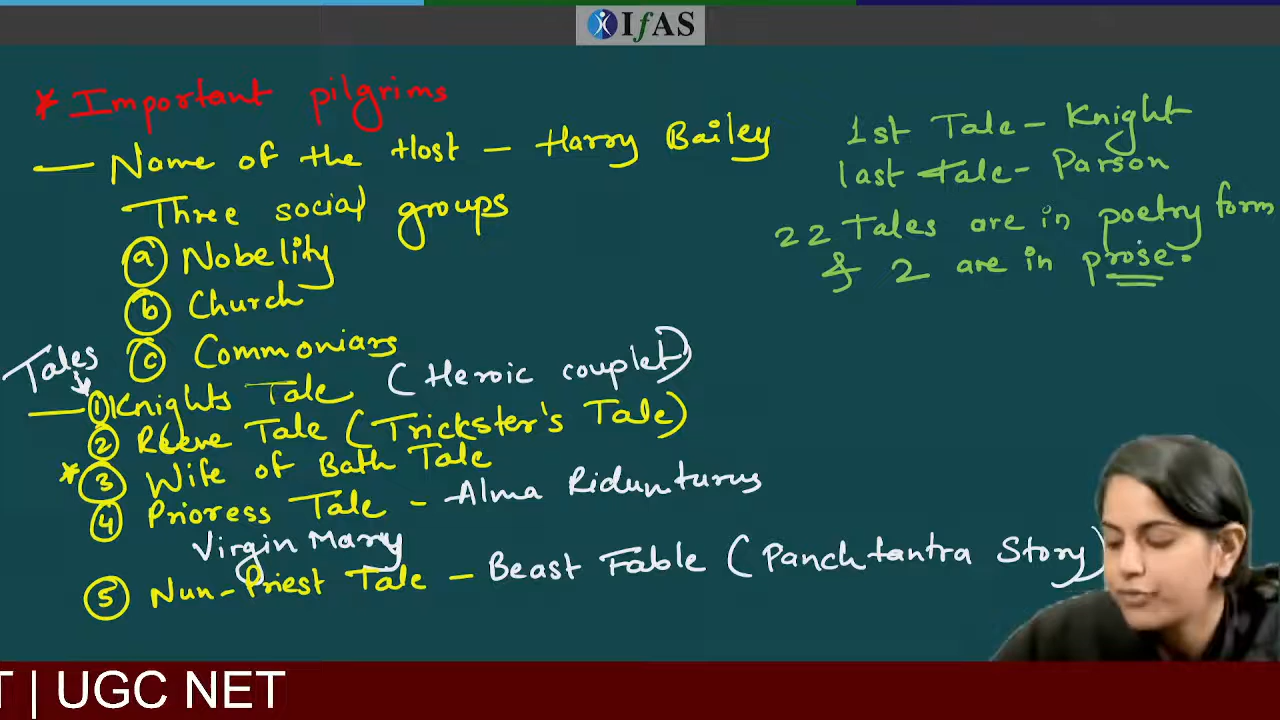 IfAS
* Important pilgrims
— Name of the Host – Harry Bailey
Three social groups
a Nobelity
b Church
c Commoniars
Tales
1 Knights Tale (Heroic couplet)
2 Reeve Tale (Trickster's Tale)
* 3 Wife of Bath Tale
4 Prioress Tale - Alma Ridunturus
Virgin Mary
5 Nun-Priest Tale – Beast Fable (Panchtantra Story)
1st Tale – Knight
last Tale - Parson
22 Tales are in poetry form
& 2 are in prose.
T | UGC NET